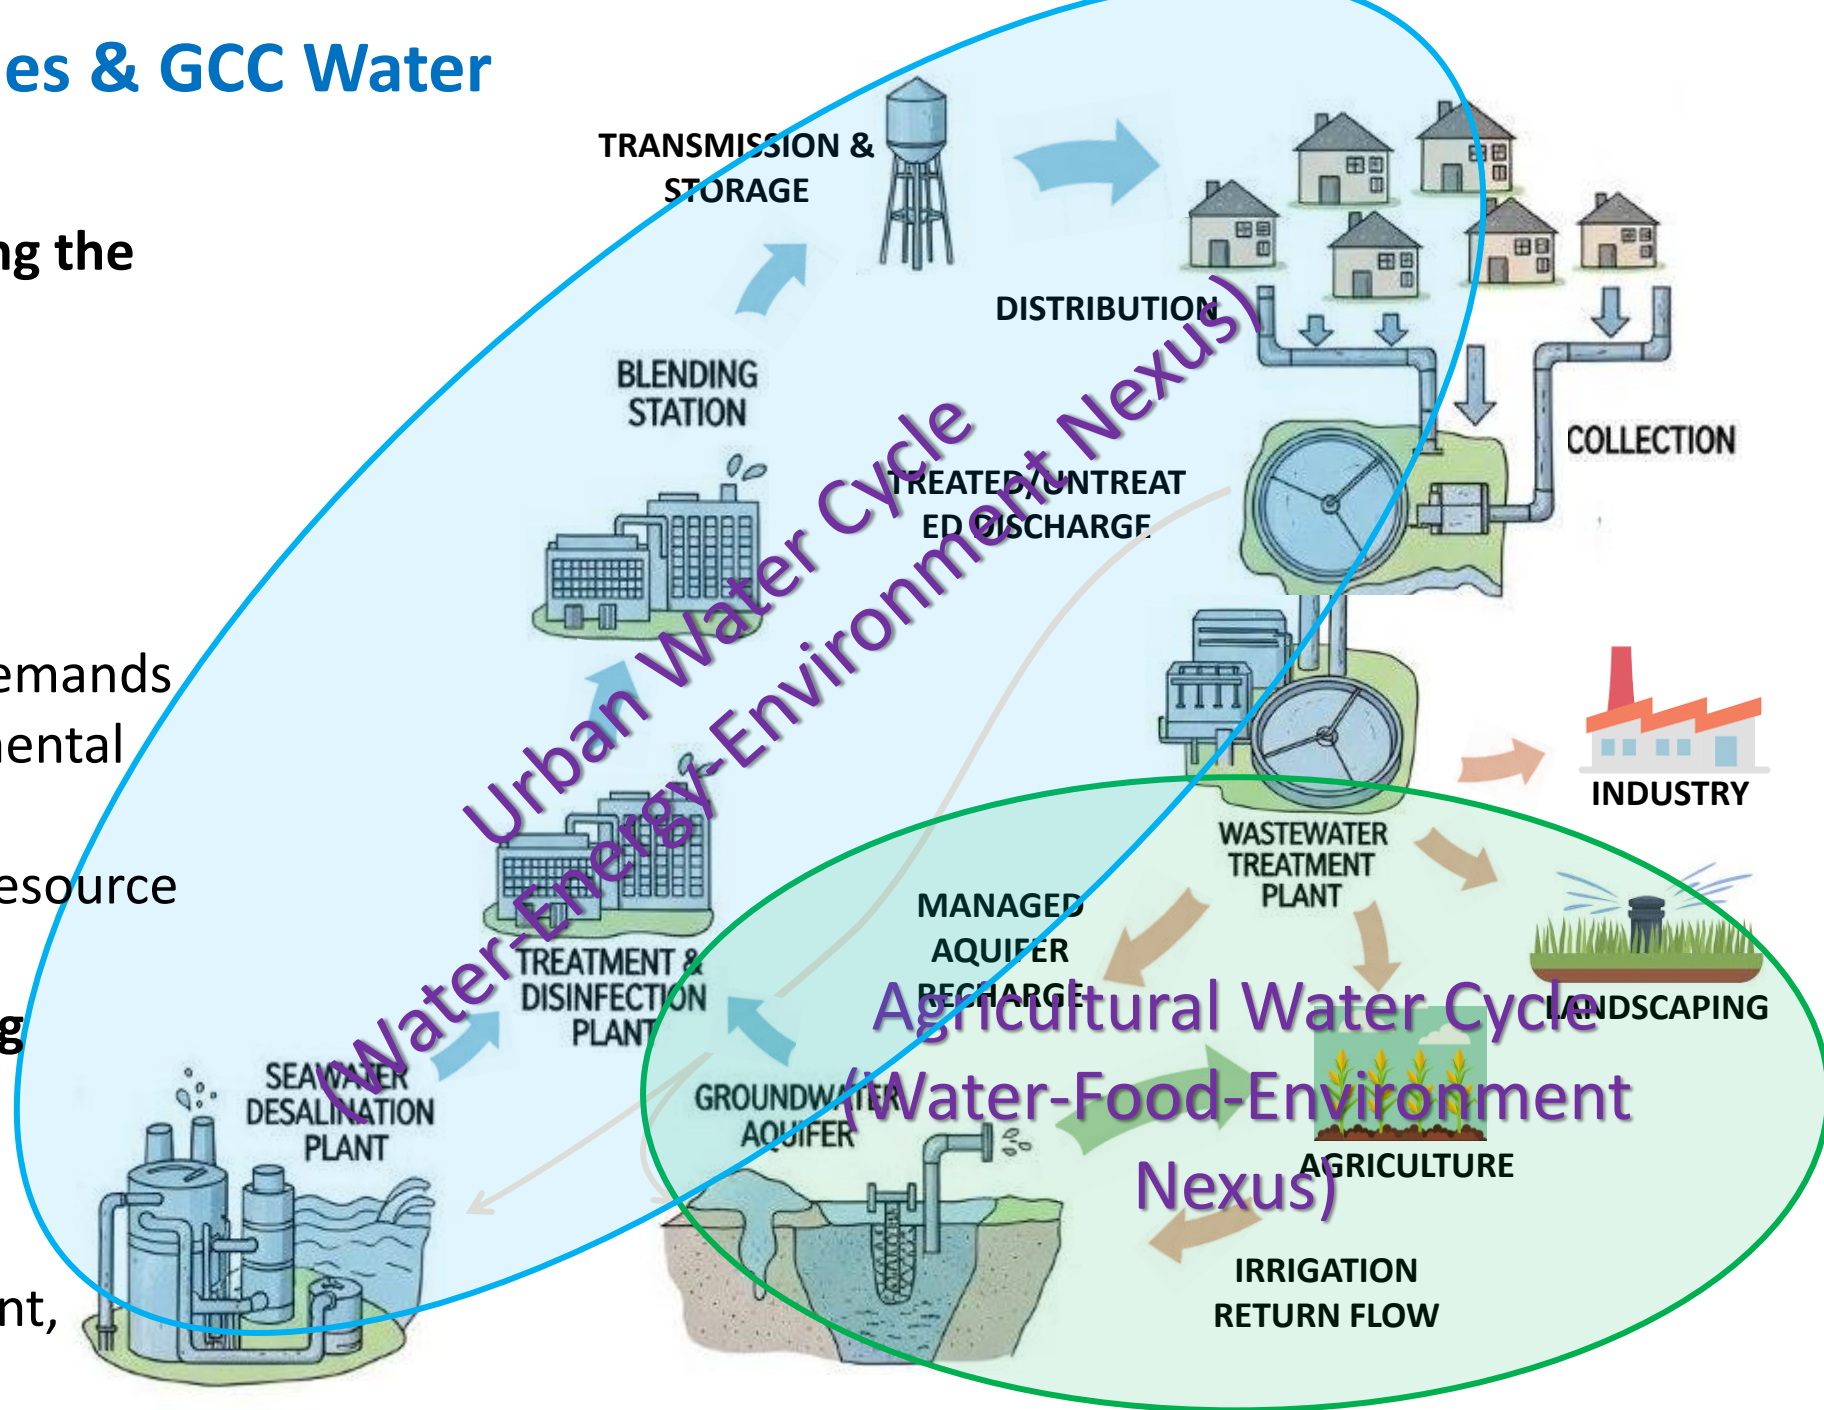 es & GCC Water
ng the
emands
nental
esource
g
nt,
TRANSMISSION &
STORAGE
DISTRIBUTION
BLENDING
STATION
COLLECTION
TREATED/UNTREAT
ED DISCHARGE
Urban Water Cycle
(Water-Energy-Environment Nexus)
INDUSTRY
WASTEWATER
TREATMENT
PLANT
MANAGED
AQUIFER
RECHARGE
LANDSCAPING
TREATMENT &
DISINFECTION
PLANT
Agricultural Water Cycle
(Water-Food-Environment
Nexus)
SEAWATER
DESALINATION
PLANT
GROUNDWATER
AQUIFER
AGRICULTURE
IRRIGATION
RETURN FLOW